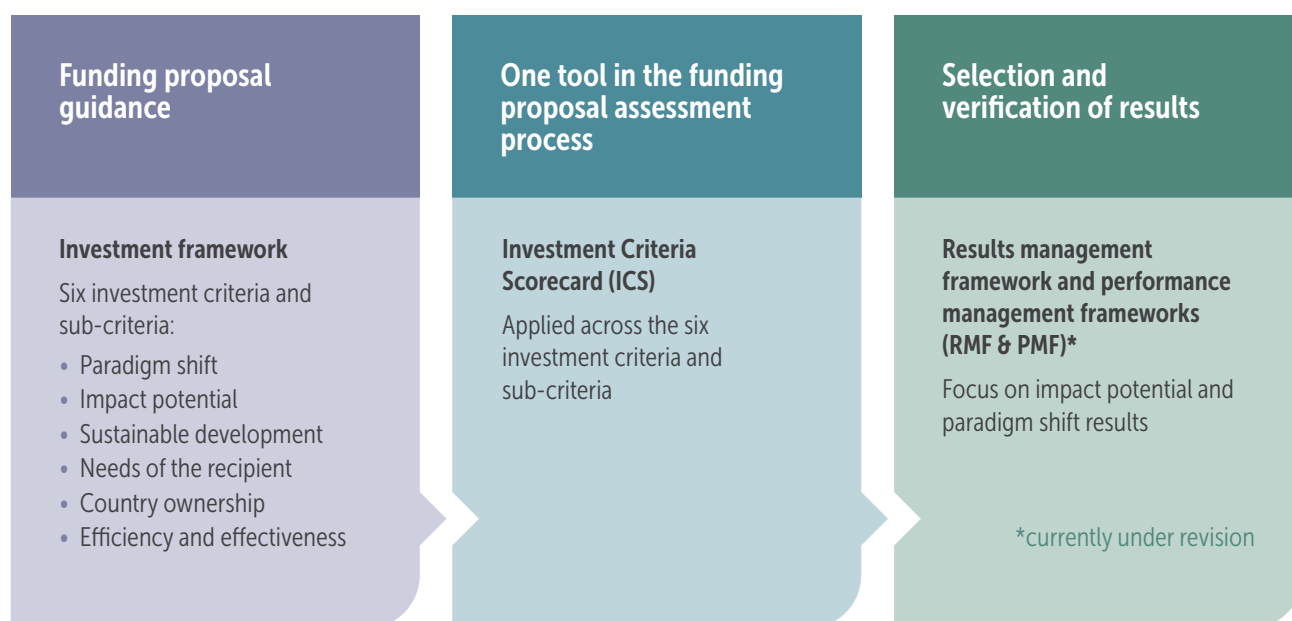 Funding proposal
guidance
Investment framework
Six investment criteria and
sub-criteria:
• Paradigm shift
• Impact potential
• Sustainable development
• Needs of the recipient
• Country ownership
• Efficiency and effectiveness
One tool in the funding
proposal assessment
process
Investment Criteria
Scorecard (ICS)
Applied across the six
investment criteria and
sub-criteria
Selection and
verification of results
Results management
framework and performance
management frameworks
(RMF & PMF)*
Focus on impact potential and
paradigm shift results
*currently under revision